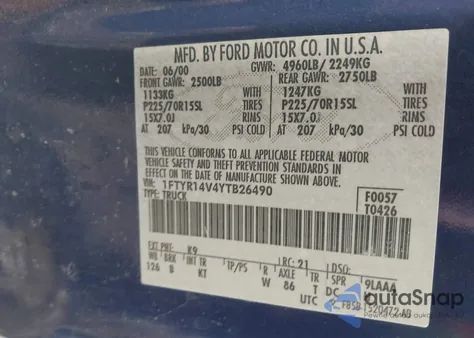 MFD. BY FORD MOTOR CO. IN U.S.A.
DATE: 06/00 GVWR: 4960LB/ 2249KG
FRONT GAWR: 2500LB REAR GAWR: 2750LB
1133KG WITH 1247KG WITH
P225/70R15SL TIRES P225/70R15SL TIRES
15X7.0J RIMS 15X7.0J RIMS
AT 207 kPa/30 PSI COLD AT 207 kPa/30 PSI COLD
THIS VEHICLE CONFORMS TO ALL APPLICABLE FEDERAL MOTOR
VEHICLE SAFETY AND THEFT PREVENTION STANDARDS IN
EFFECT ON THE DATE OF MANUFACTURE SHOWN ABOVE.
VIN: 1FTYR14V4YTB26490 F0057
TYPE: TRUCK T0426
EXT PNT: K9 RC: 21 DSO:
WB BRK INT TR TP/PS R AXLE TR SPR 9LAAA
126 B KT W 86 T DC
UTC
autoSnap